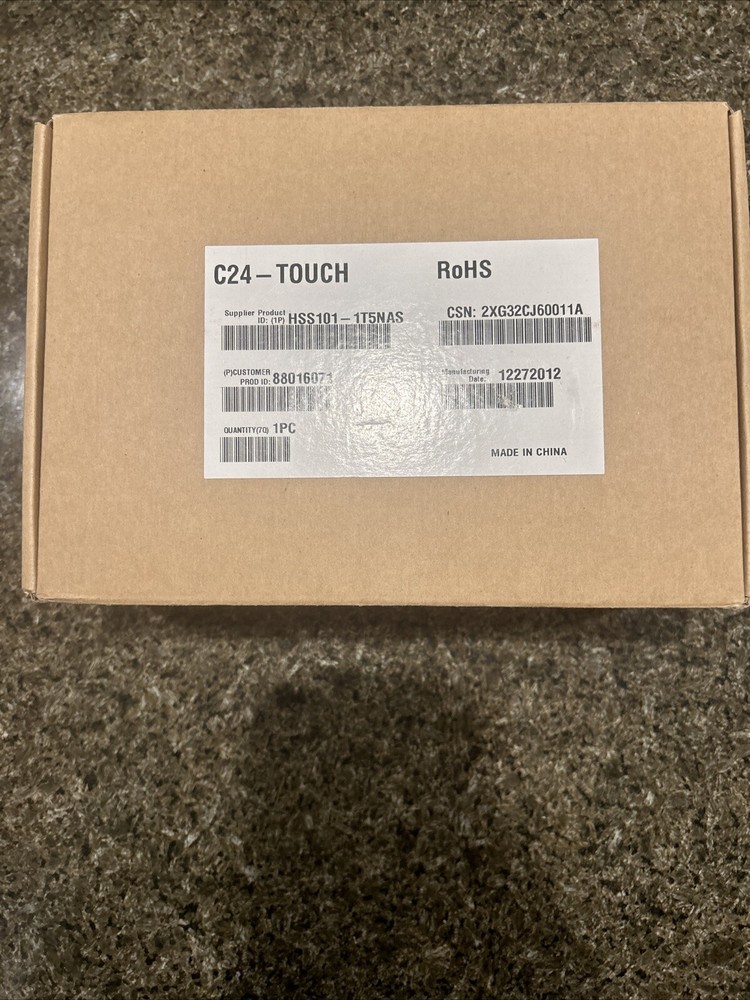 C24-TOUCH
RoHS
Supplier Product
ID: (1P) HSS101-1T5NAS
CSN: 2XG32CJ60011A
(P)CUSTOMER
PROD ID: 88016071
Manufacturing
Date: 12272012
QUANTITY(7Q) 1PC
MADE IN CHINA